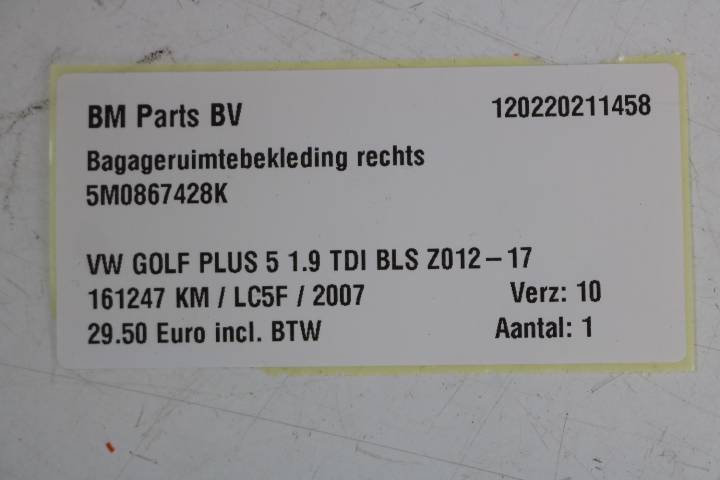 BM Parts BV 120220211458
Bagageruimtebekleding rechts
5M0867428K
VW GOLF PLUS 5 1.9 TDI BLS Z012-17
161247 KM / LC5F / 2007 Verz: 10
29.50 Euro incl. BTW Aantal: 1